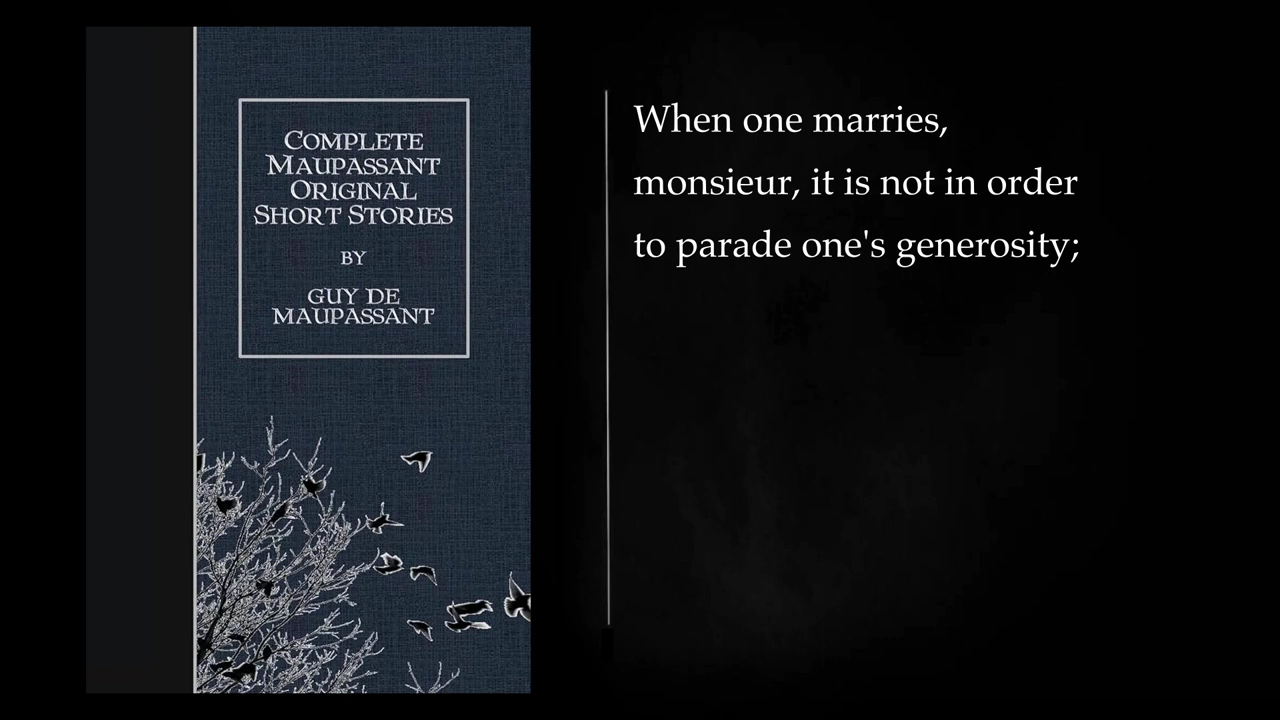 COMPLETE
MAUPASSANT
ORIGINAL
SHORT STORIES
BY
GUY DE
MAUPASSANT
When one marries,
monsieur, it is not in order
to parade one's generosity;